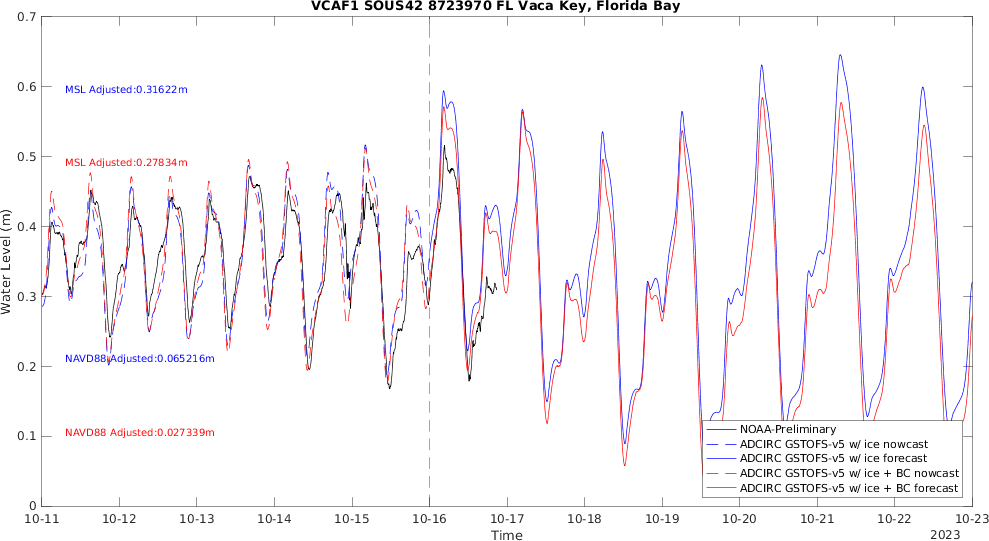 VCAF1 SOUS42 8723970 FL Vaca Key, Florida Bay
0.7
0.6
0.5
0.4
0.3
0.2
0.1
0
Water Level (m)
MSL Adjusted:0.31622m
MSL Adjusted:0.27834m
NAVD88 Adjusted:0.065216m
NAVD88 Adjusted:0.027339m
NOAA-Preliminary
ADCIRC GSTOFS-v5 w/ ice nowcast
ADCIRC GSTOFS-v5 w/ ice forecast
ADCIRC GSTOFS-v5 w/ ice + BC nowcast
ADCIRC GSTOFS-v5 w/ ice + BC forecast
10-11 10-12 10-13 10-14 10-15 10-16 10-17 10-18 10-19 10-20 10-21 10-22 10-23
Time
2023